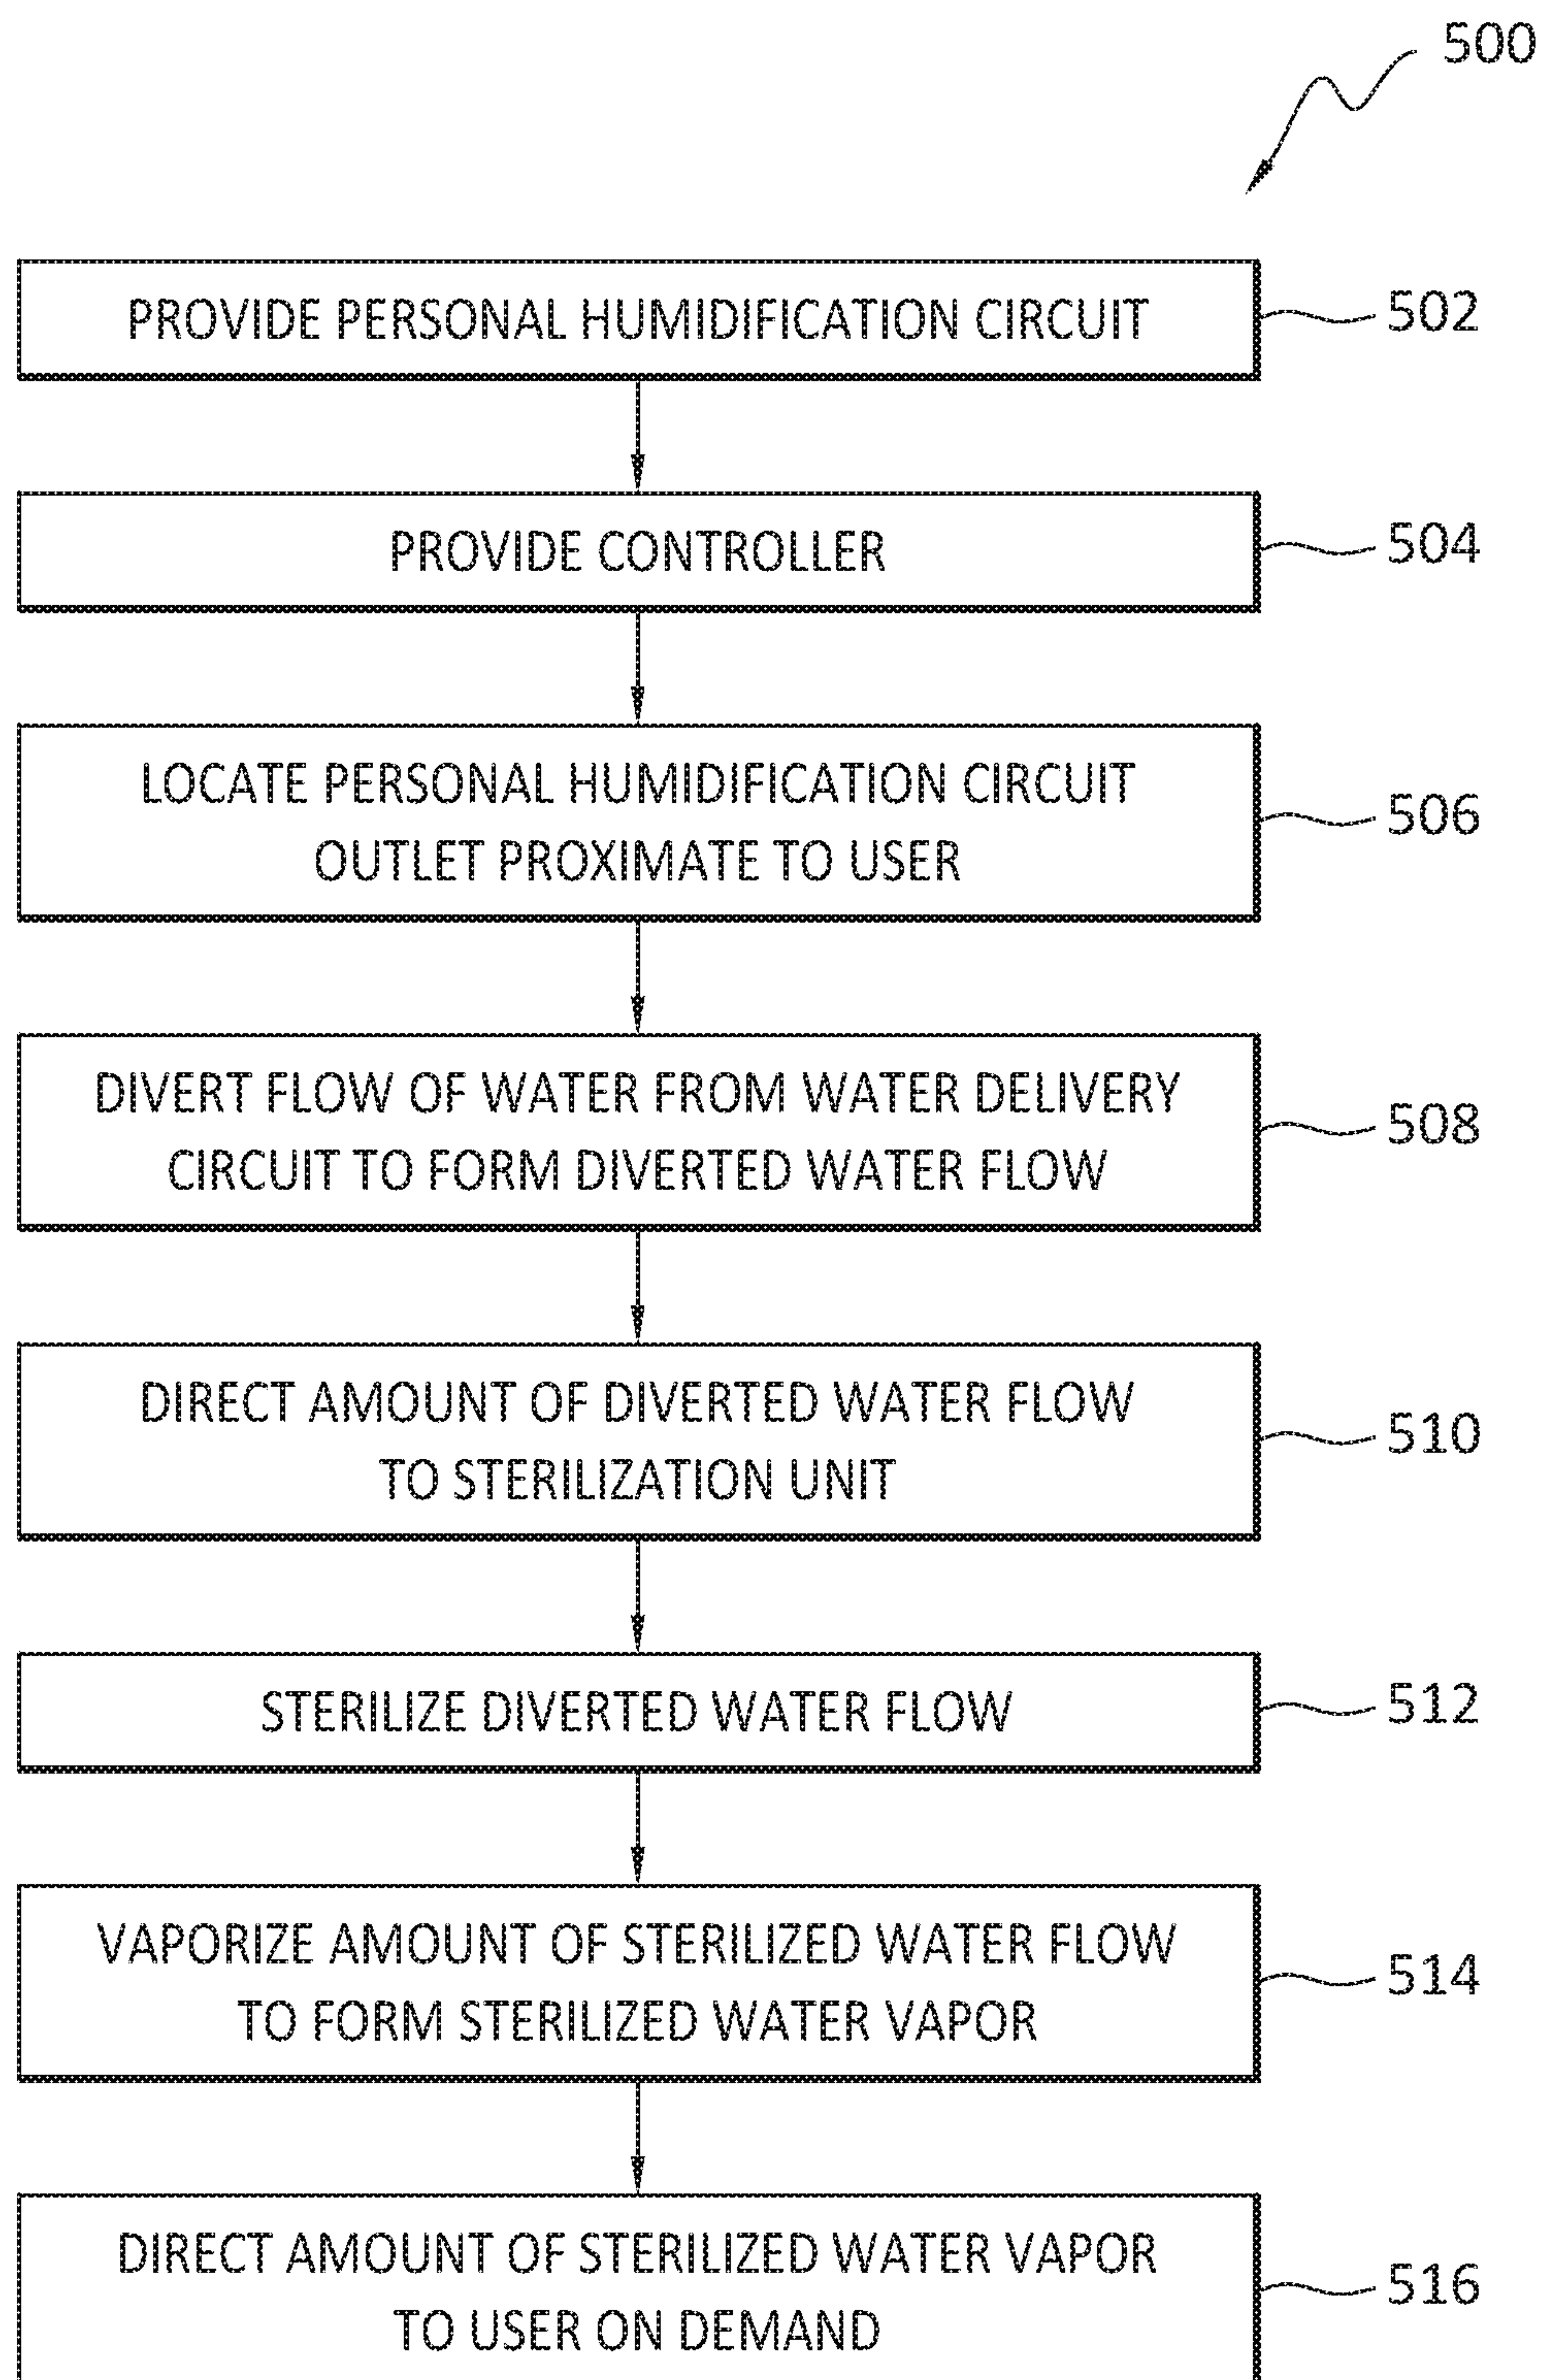 500
PROVIDE PERSONAL HUMIDIFICATION CIRCUIT
502
PROVIDE CONTROLLER
504
LOCATE PERSONAL HUMIDIFICATION CIRCUIT
OUTLET PROXIMATE TO USER
506
DIVERT FLOW OF WATER FROM WATER DELIVERY
CIRCUIT TO FORM DIVERTED WATER FLOW
508
DIRECT AMOUNT OF DIVERTED WATER FLOW
TO STERILIZATION UNIT
510
STERILIZE DIVERTED WATER FLOW
512
VAPORIZE AMOUNT OF STERILIZED WATER FLOW
TO FORM STERILIZED WATER VAPOR
514
DIRECT AMOUNT OF STERILIZED WATER VAPOR
TO USER ON DEMAND
516